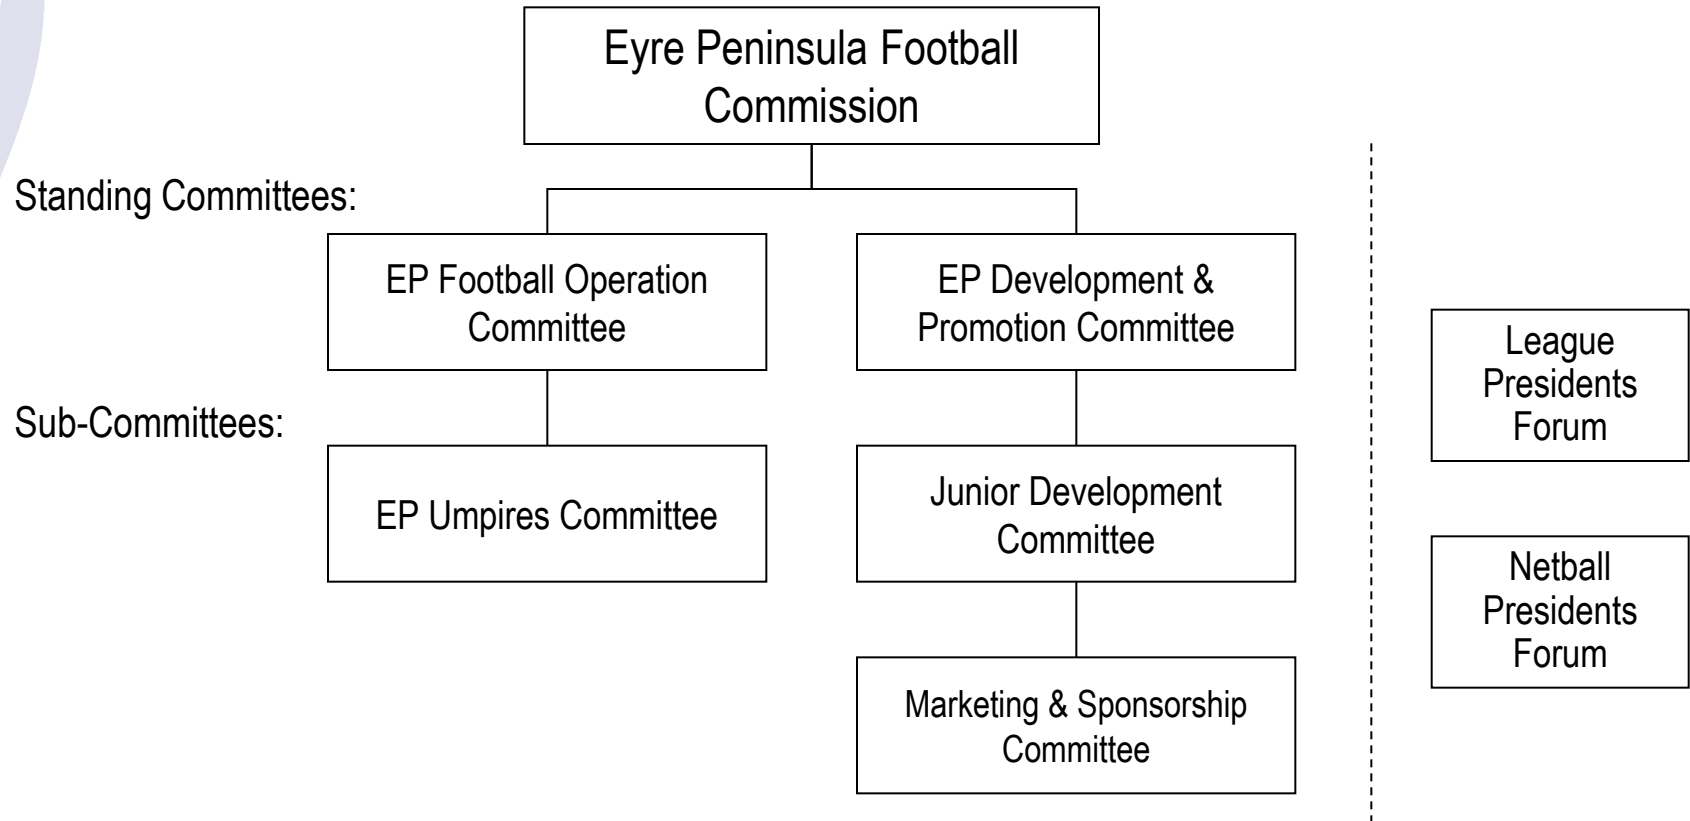 Eyre Peninsula Football
Commission
Standing Committees:
EP Football Operation
Committee
EP Development &
Promotion Committee
League
Presidents
Forum
Sub-Committees:
EP Umpires Committee
Junior Development
Committee
Netball
Presidents
Forum
Marketing & Sponsorship
Committee